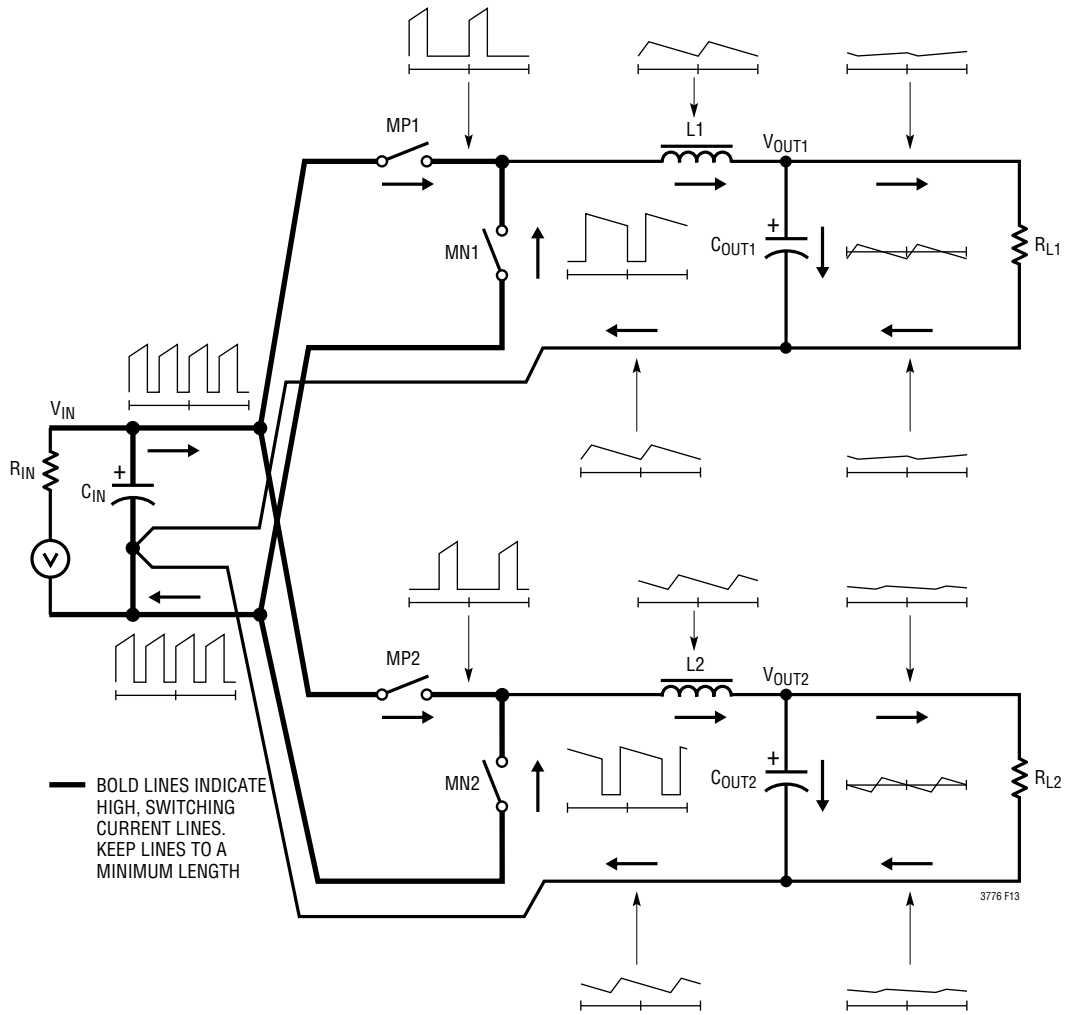 MP1
L1
VOUT1
MN1
+
COUT1
RL1
VIN
RIN
+
CIN
V
MP2
L2
VOUT2
MN2
+
COUT2
RL2
BOLD LINES INDICATE
HIGH, SWITCHING
CURRENT LINES.
KEEP LINES TO A
MINIMUM LENGTH
3776 F13